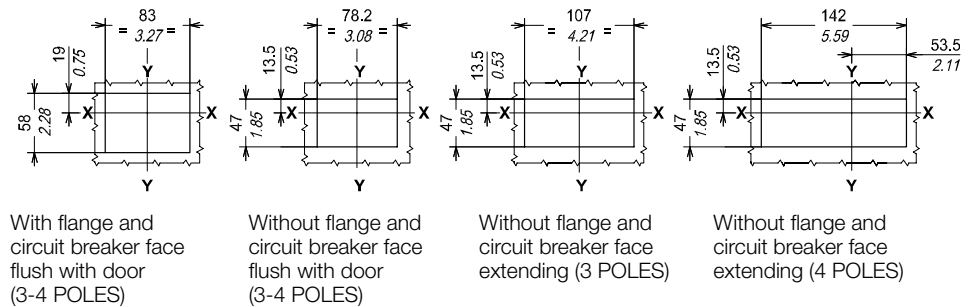 83
= 3.27 =
19
0.75
Y
X X
58
2.28
Y
With flange and
circuit breaker face
flush with door
(3-4 POLES)
78.2
= 3.08 =
13.5
0.53
Y
X X
47
1.85
Y
Without flange and
circuit breaker face
flush with door
(3-4 POLES)
107
= 4.21 =
13.5
0.53
Y
X X
47
1.85
Y
Without flange and
circuit breaker face
extending (3 POLES)
142
5.59
53.5
2.11
13.5
0.53
Y
X X
47
1.85
Y
Without flange and
circuit breaker face
extending (4 POLES)